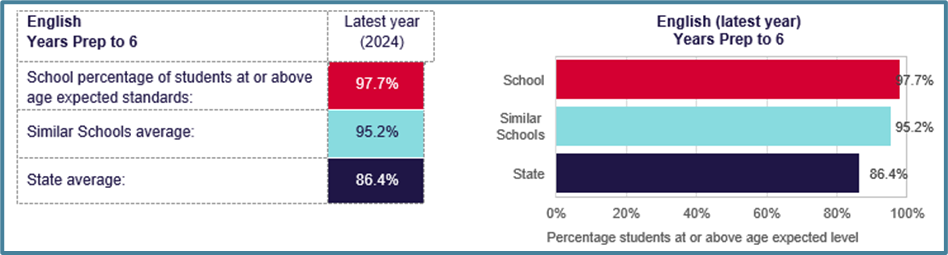 English
Years Prep to 6
Latest year
(2024)
School percentage of students at or above
age expected standards:
97.7%
Similar Schools average:
95.2%
State average:
86.4%
English (latest year)
Years Prep to 6
School
97.7%
Similar
Schools
95.2%
State
86.4%
0%
20%
40%
60%
80%
100%
Percentage students at or above age expected level